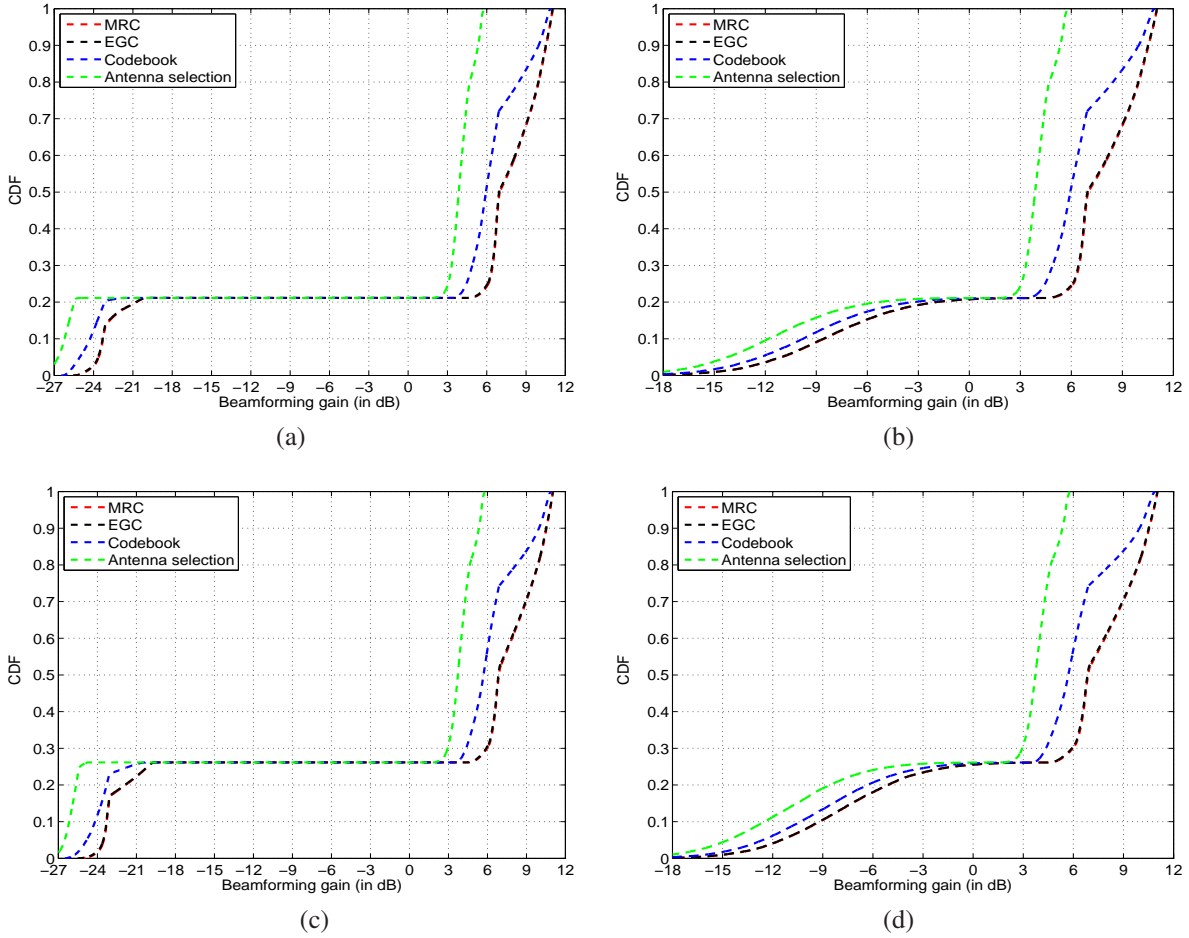 MRC
EGC
Codebook
Antenna selection
1
0.9
0.8
0.7
0.6
0.5
0.4
0.3
0.2
0.1
0
CDF
−27 −24 −21 −18 −15 −12 −9 −6 −3 0 3 6 9 12
Beamforming gain (in dB)
(a)
MRC
EGC
Codebook
Antenna selection
1
0.9
0.8
0.7
0.6
0.5
0.4
0.3
0.2
0.1
0
CDF
−18 −15 −12 −9 −6 −3 0 3 6 9 12
Beamforming gain (in dB)
(b)
MRC
EGC
Codebook
Antenna selection
1
0.9
0.8
0.7
0.6
0.5
0.4
0.3
0.2
0.1
0
CDF
−27 −24 −21 −18 −15 −12 −9 −6 −3 0 3 6 9 12
Beamforming gain (in dB)
(c)
MRC
EGC
Codebook
Antenna selection
1
0.9
0.8
0.7
0.6
0.5
0.4
0.3
0.2
0.1
0
CDF
−18 −15 −12 −9 −6 −3 0 3 6 9 12
Beamforming gain (in dB)
(d)